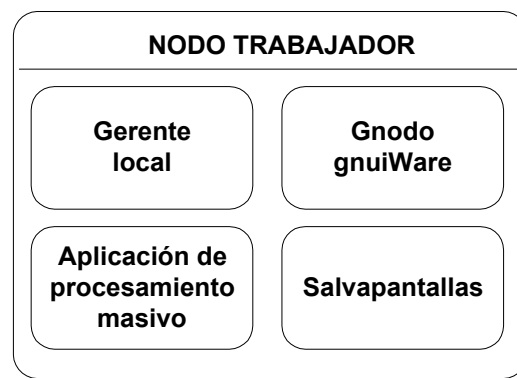 NODO TRABAJADOR
Gerente
local
Gnodo
gnuiWare
Aplicación de
procesamiento
masivo
Salvapantallas